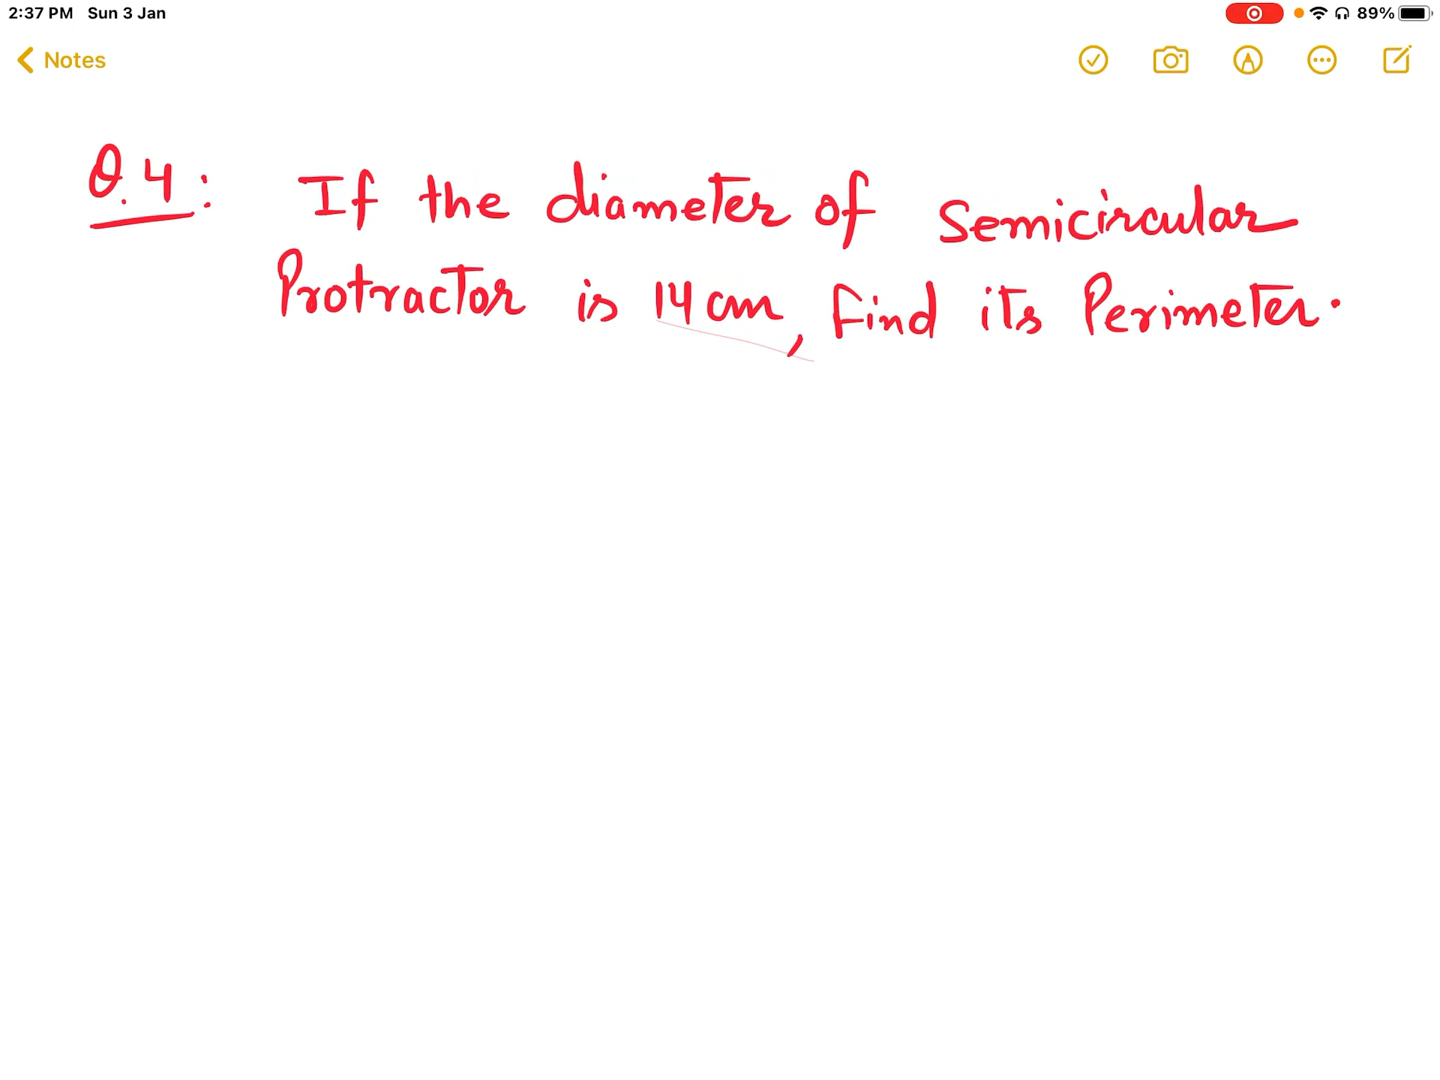 2:37 PM Sun 3 Jan 89%
Notes
Q.4: If the diameter of semicircular
Protractor is 14 cm, find its Perimeter.